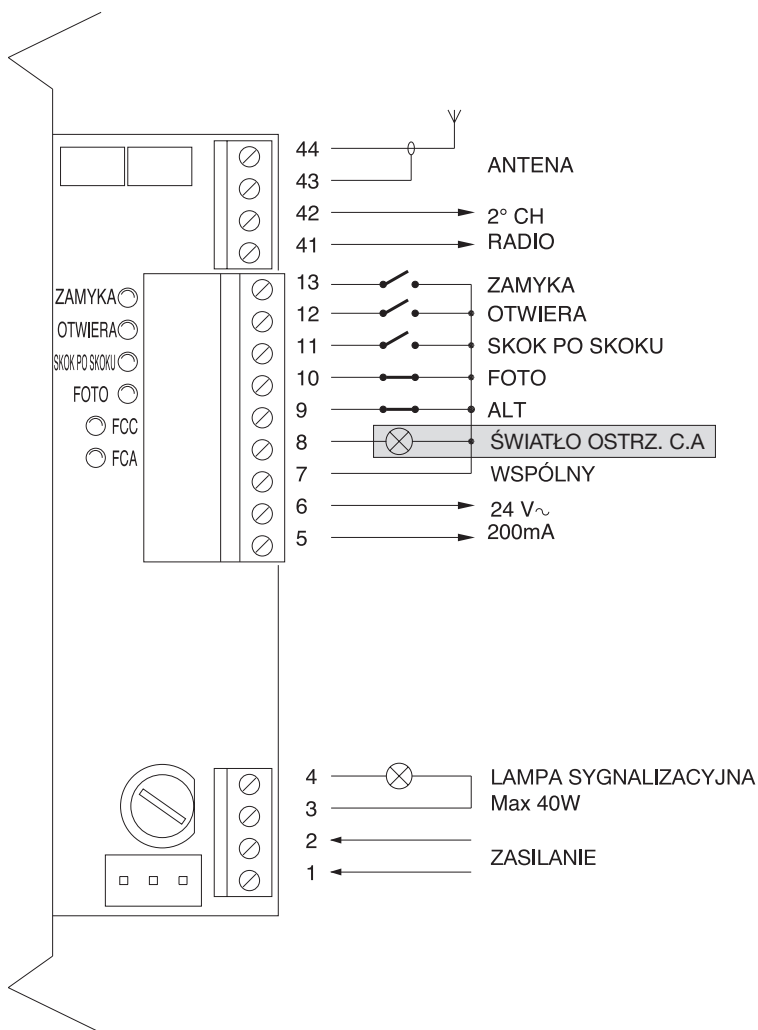 44
43
ANTENA
42
2° CH
41
RADIO
13
ZAMYKA
ZAMYKA
12
OTWIERA
OTWIERA
11
SKOK PO SKOKU
SKOK PO SKOKU
10
FOTO
FOTO
9
ALT
FCC
8
ŚWIATŁO OSTRZ. C.A
FCA
7
WSPÓLNY
6
24 V~
5
200mA
4
LAMPA SYGNALIZACYJNA
3
Max 40W
2
1
ZASILANIE